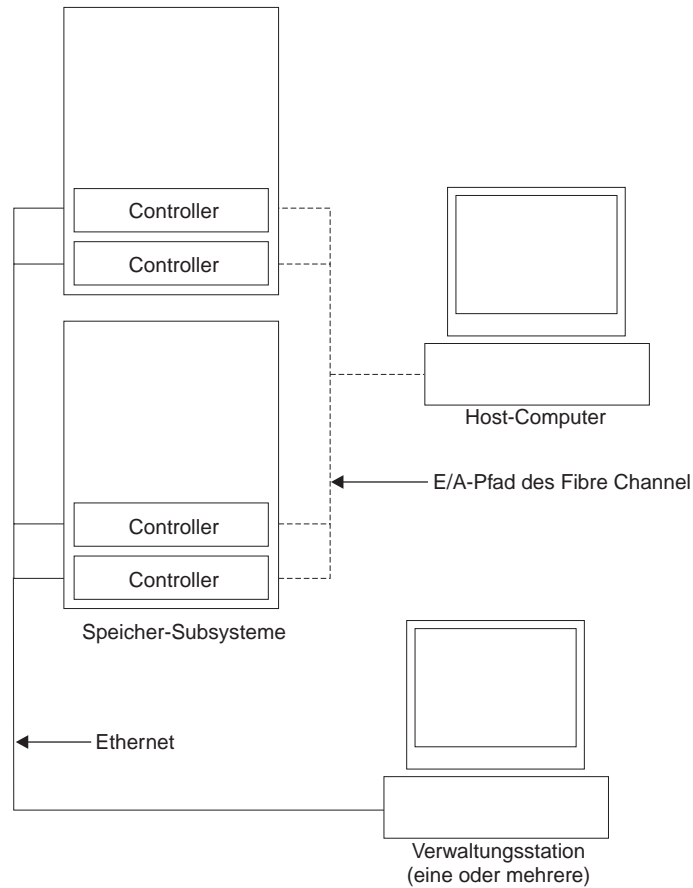 Controller
Controller
Host-Computer
E/A-Pfad des Fibre Channel
Controller
Controller
Speicher-Subsysteme
Ethernet
Verwaltungsstation
(eine oder mehrere)